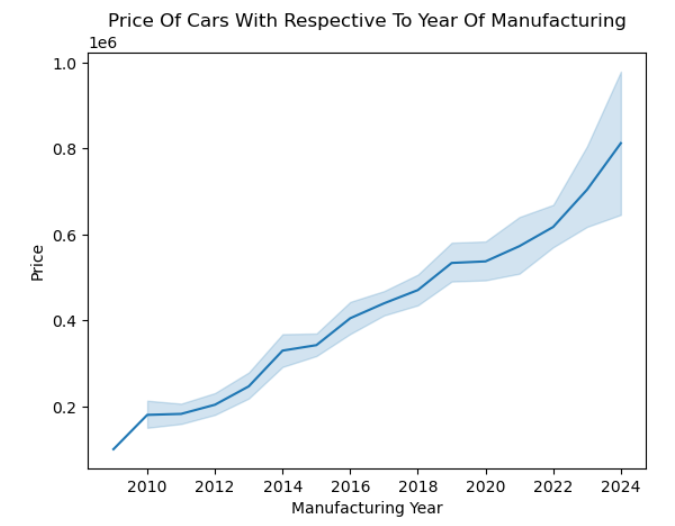 Price Of Cars With Respective To Year Of Manufacturing
1e6
1.0
0.8
0.6
0.4
0.2
Price
2010 2012 2014 2016 2018 2020 2022 2024
Manufacturing Year